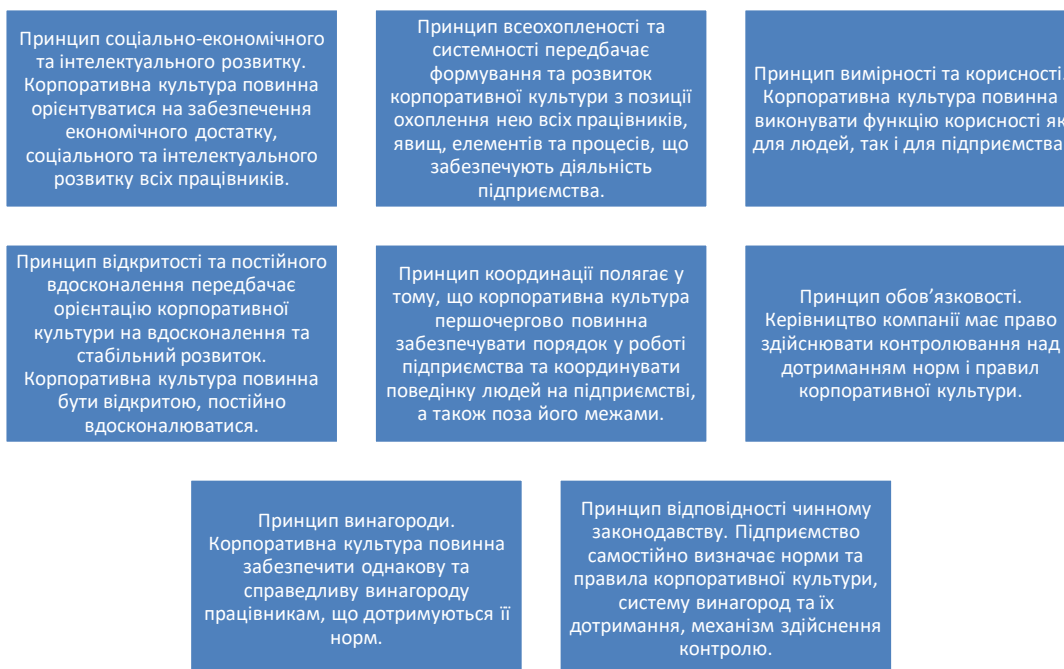 Принцип соціально-економічного
та інтелектуального розвитку.
Корпоративна культура повинна
орієнтуватися на забезпечення
економічного достатку,
соціального та інтелектуального
розвитку всіх працівників.
Принцип всеохопленості та
системності передбачає
формування та розвиток
корпоративної культури з позиції
охоплення нею всіх працівників,
явищ, елементів та процесів, що
забезпечують діяльність
підприємства.
Принцип вимірності та корисності.
Корпоративна культура повинна
виконувати функцію корисності як
для людей, так і для підприємства
Принцип відкритості та постійного
вдосконалення передбачає
орієнтацію корпоративної
культури на вдосконалення та
стабільний розвиток.
Корпоративна культура повинна
бути відкритою, постійно
вдосконалюватися.
Принцип координації полягає у
тому, що корпоративна культура
першочергово повинна
забезпечувати порядок у роботі
підприємства та координувати
поведінку людей на підприємстві,
а також поза його межами.
Принцип обов’язковості.
Керівництво компанії має право
здійснювати контролювання над
дотриманням норм і правил
корпоративної культури.
Принцип винагороди.
Корпоративна культура повинна
забезпечити однакову та
справедливу винагороду
працівникам, що дотримуються її
норм.
Принцип відповідності чинному
законодавству. Підприємство
самостійно визначає норми та
правила корпоративної культури,
систему винагород та їх
дотримання, механізм здійснення
контролю.